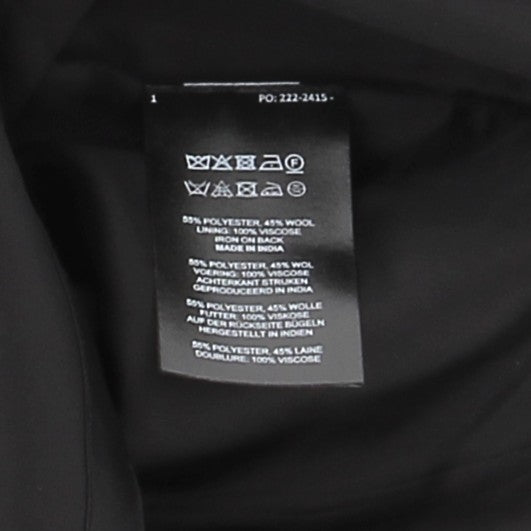 1 PO: 222-2415 -
F
55% POLYESTER, 45% WOOL
LINING: 100% VISCOSE
IRON ON BACK
MADE IN INDIA
55% POLYESTER, 45% WOL
VOERING: 100% VISCOSE
ACHTERKANT STRIJKEN
GEPRODUCEERD IN INDIA
55% POLYESTER, 45% WOLLE
FUTTER: 100% VISKOSE
AUF DER RÜCKSEITE BÜGELN
HERGESTELLT IN INDIEN
55% POLYESTER, 45% LAINE
DOUBLURE: 100% VISCOSE